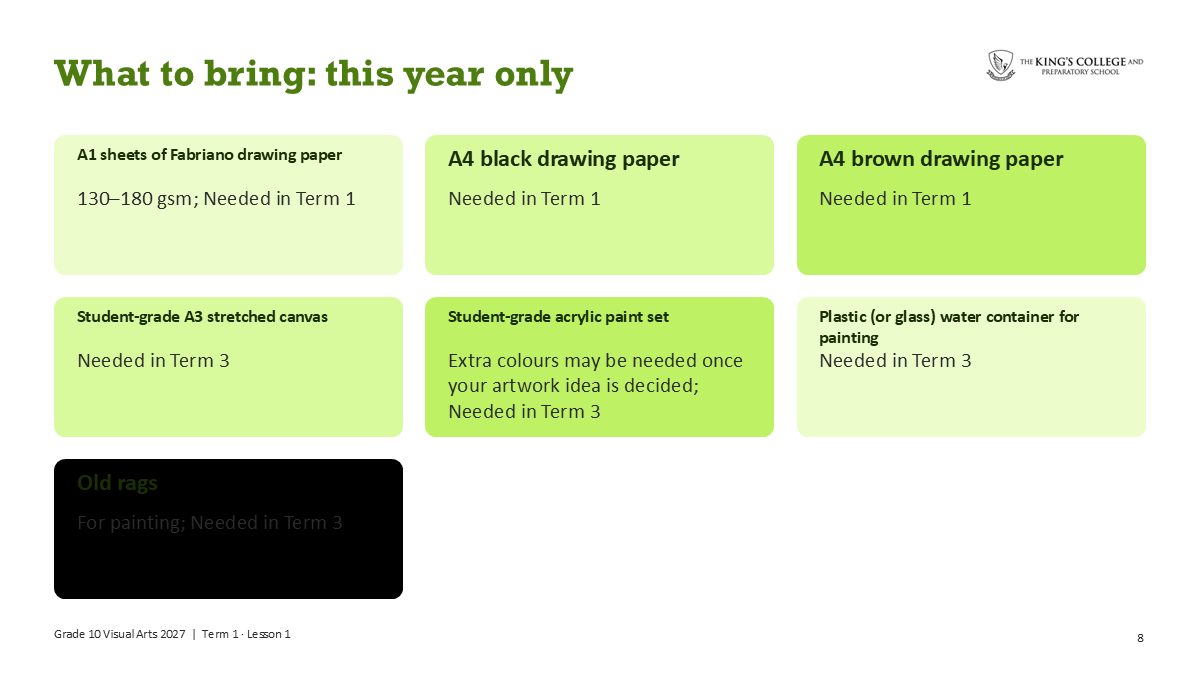 What to bring: this year only
THE KING'S COLLEGE AND
PREPARATORY SCHOOL
A1 sheets of Fabriano drawing paper
130–180 gsm; Needed in Term 1
A4 black drawing paper
Needed in Term 1
A4 brown drawing paper
Needed in Term 1
Student-grade A3 stretched canvas
Needed in Term 3
Student-grade acrylic paint set
Extra colours may be needed once
your artwork idea is decided;
Needed in Term 3
Plastic (or glass) water container for
painting
Needed in Term 3
Old rags
For painting; Needed in Term 3
Grade 10 Visual Arts 2027 | Term 1 · Lesson 1
8